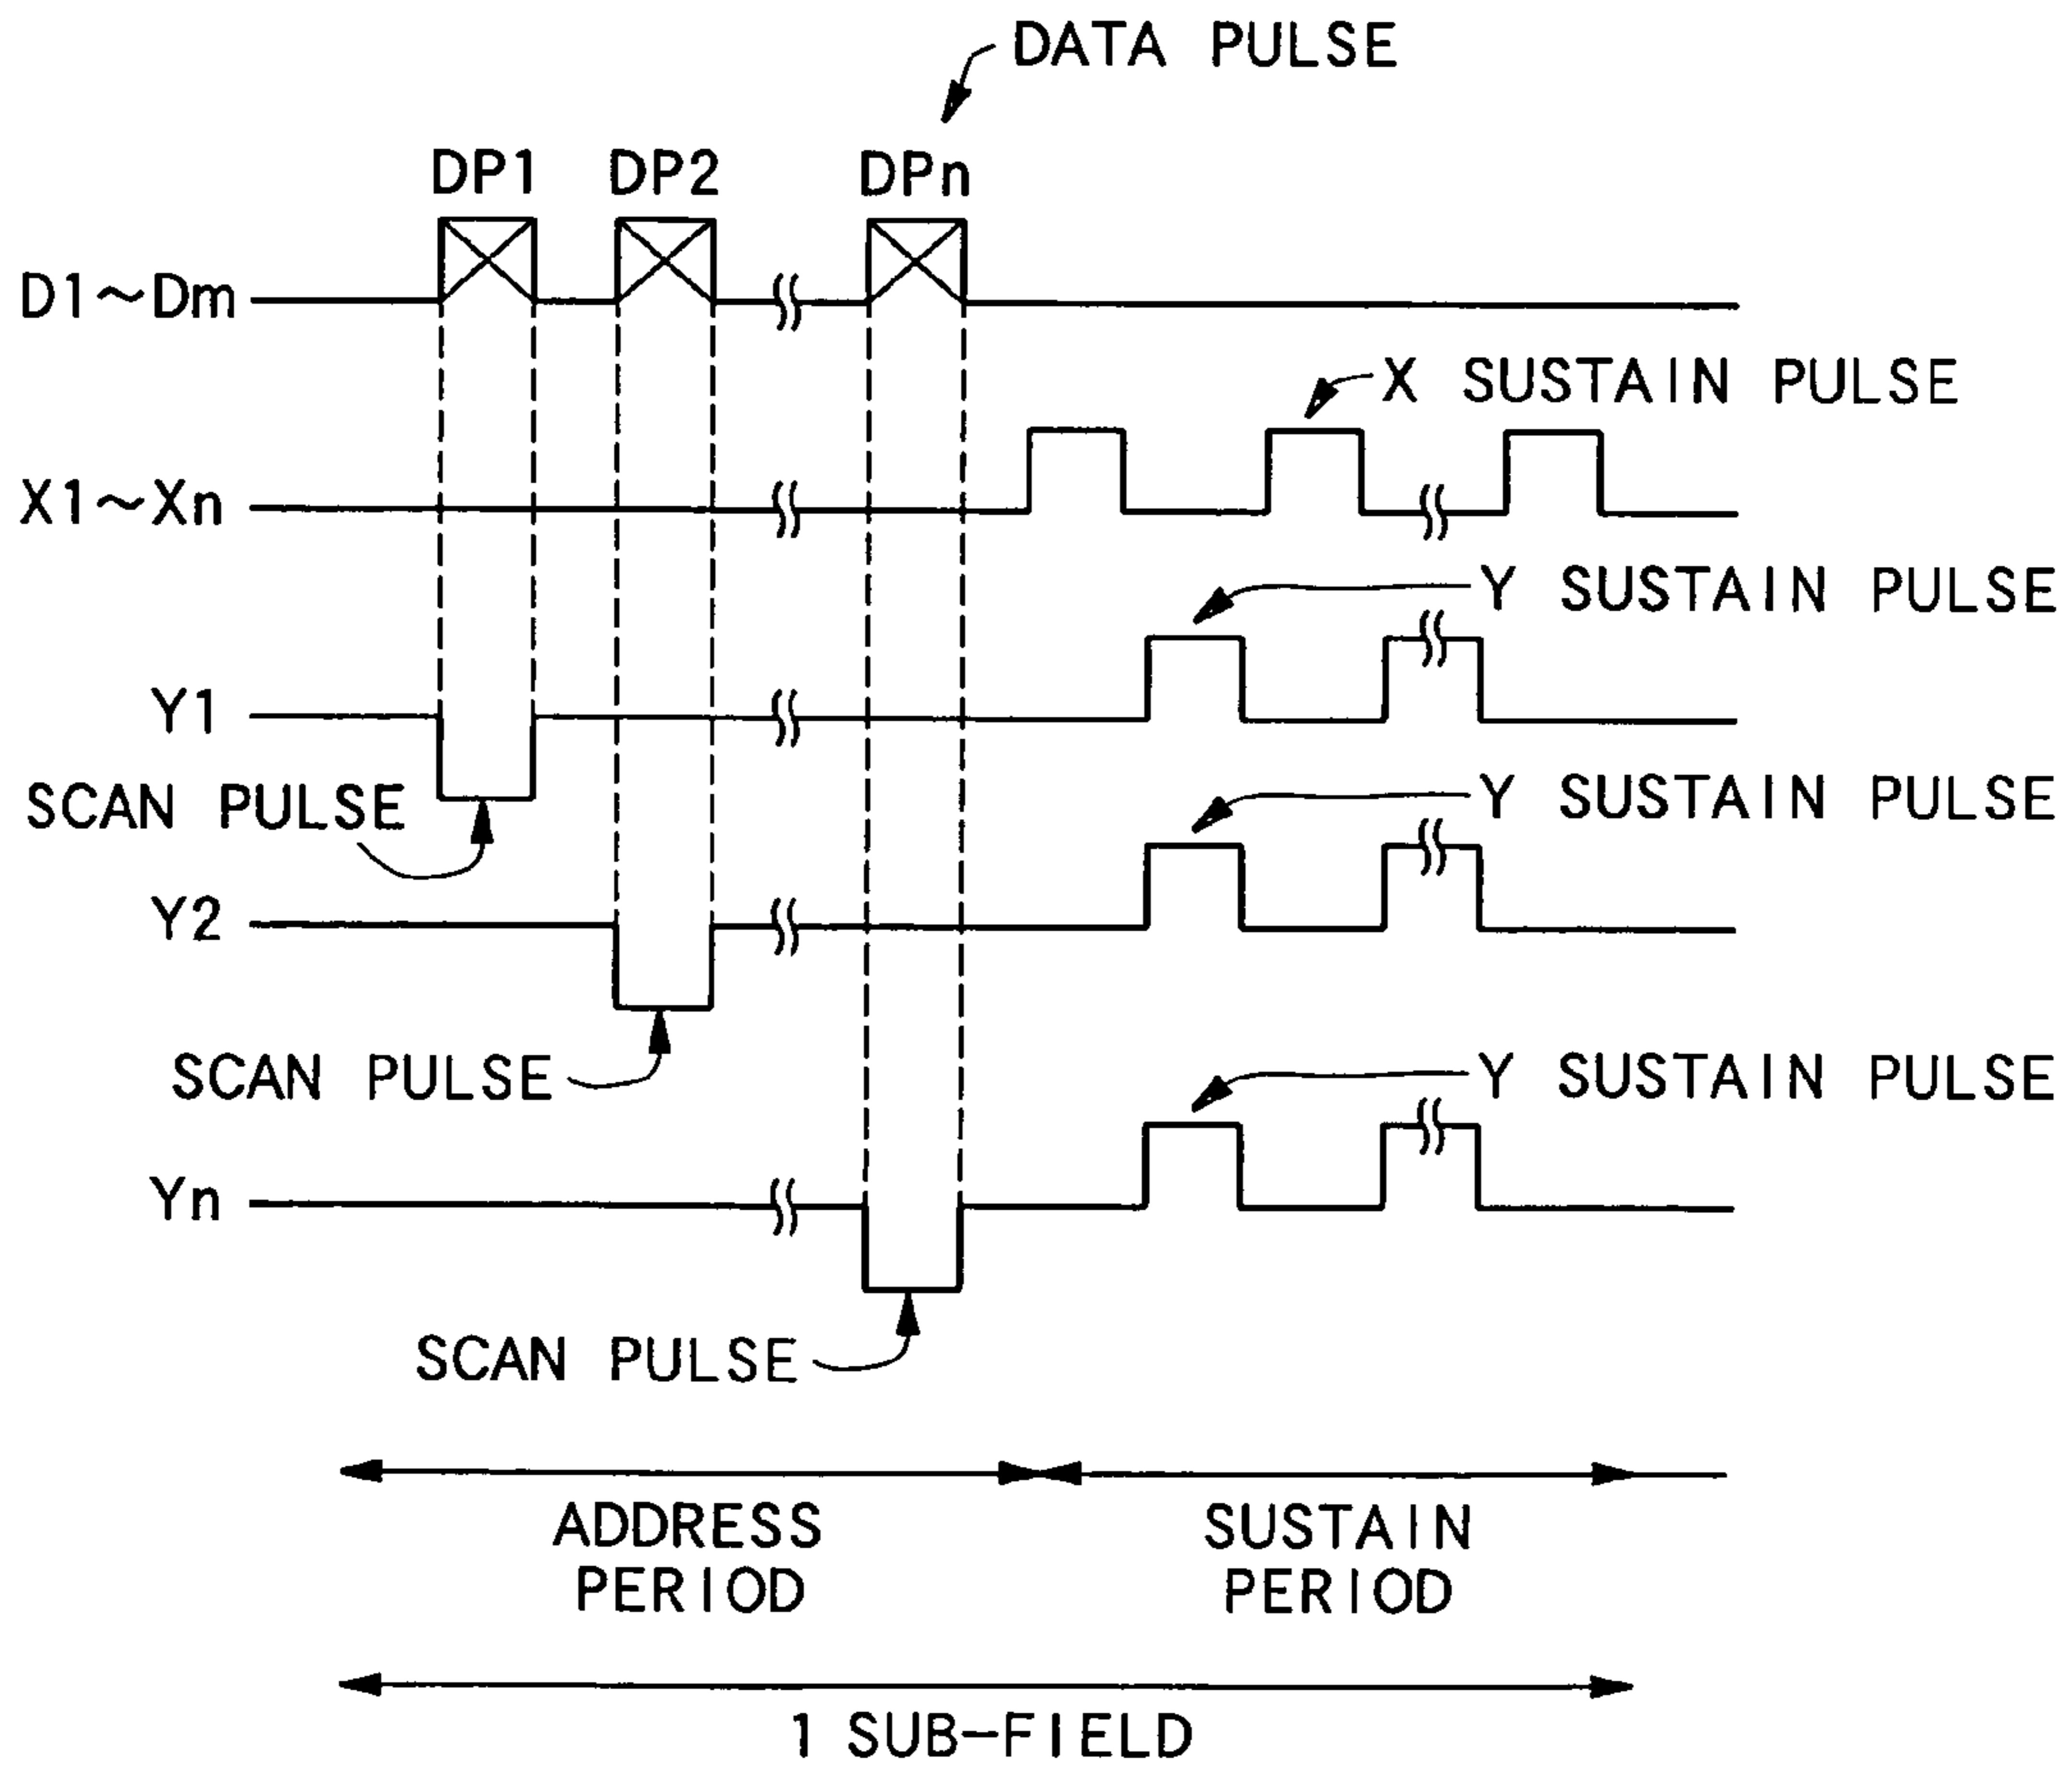 DATA PULSE
DP1 DP2 DPn
D1~Dm
X SUSTAIN PULSE
X1~Xn
Y SUSTAIN PULSE
Y1
SCAN PULSE
Y SUSTAIN PULSE
Y2
SCAN PULSE
Y SUSTAIN PULSE
Yn
SCAN PULSE
ADDRESS PERIOD
SUSTAIN PERIOD
1 SUB-FIELD